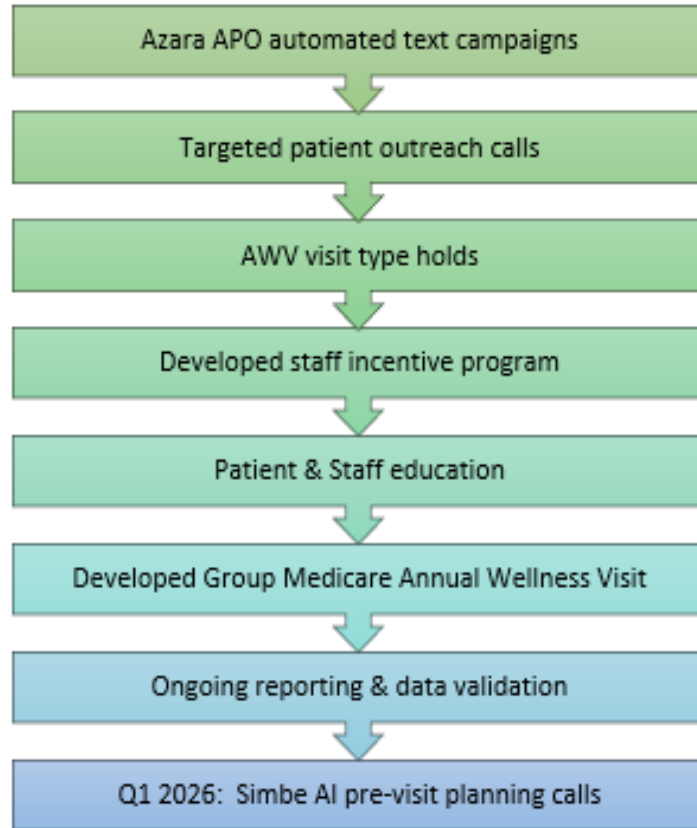 Azara APO automated text campaigns
Targeted patient outreach calls
AWV visit type holds
Developed staff incentive program
Patient & Staff education
Developed Group Medicare Annual Wellness Visit
Ongoing reporting & data validation
Q1 2026: Simbe AI pre-visit planning calls